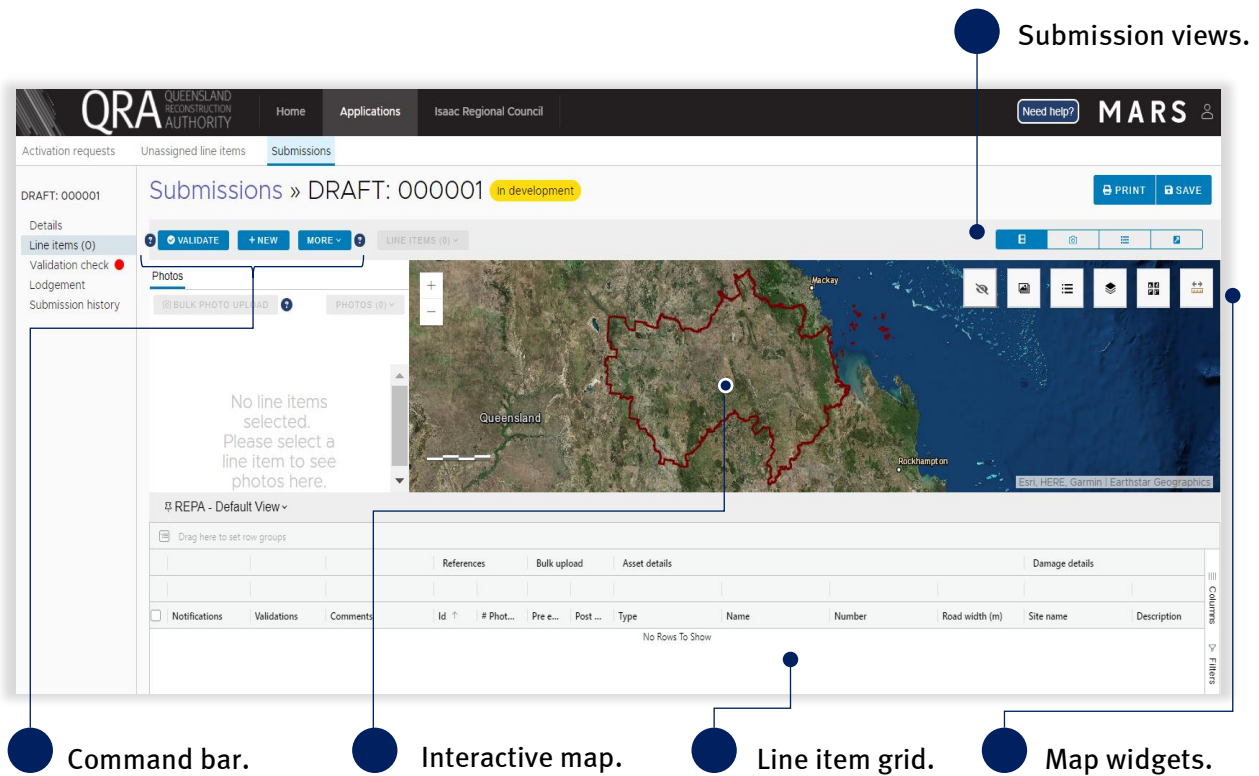 Submission views.
QRA QUEENSLAND RECONSTRUCTION AUTHORITY
Home Applications Isaac Regional Council Need help? MARS
Activation requests Unassigned line items Submissions
DRAFT: 000001
Details
Line items (0)
Validation check
Lodgement
Submission history
Submissions » DRAFT: 000001 In development PRINT SAVE
? VALIDATE + NEW MORE ? LINE ITEMS (0)
Photos
BULK PHOTO UPLOAD ? PHOTOS (0)
No line items
selected.
Please select a
line item to see
photos here.
+
−
Mackay
Queensland
Rockhampton
Esri, HERE, Garmin | Earthstar Geographics
REPA - Default View
Drag here to set row groups
References Bulk upload Asset details Damage details
Notifications Validations Comments Id ↑ # Phot... Pre e... Post ... Type Name Number Road width (m) Site name Description
No Rows To Show
Columns
Filters
Command bar. Interactive map. Line item grid. Map widgets.